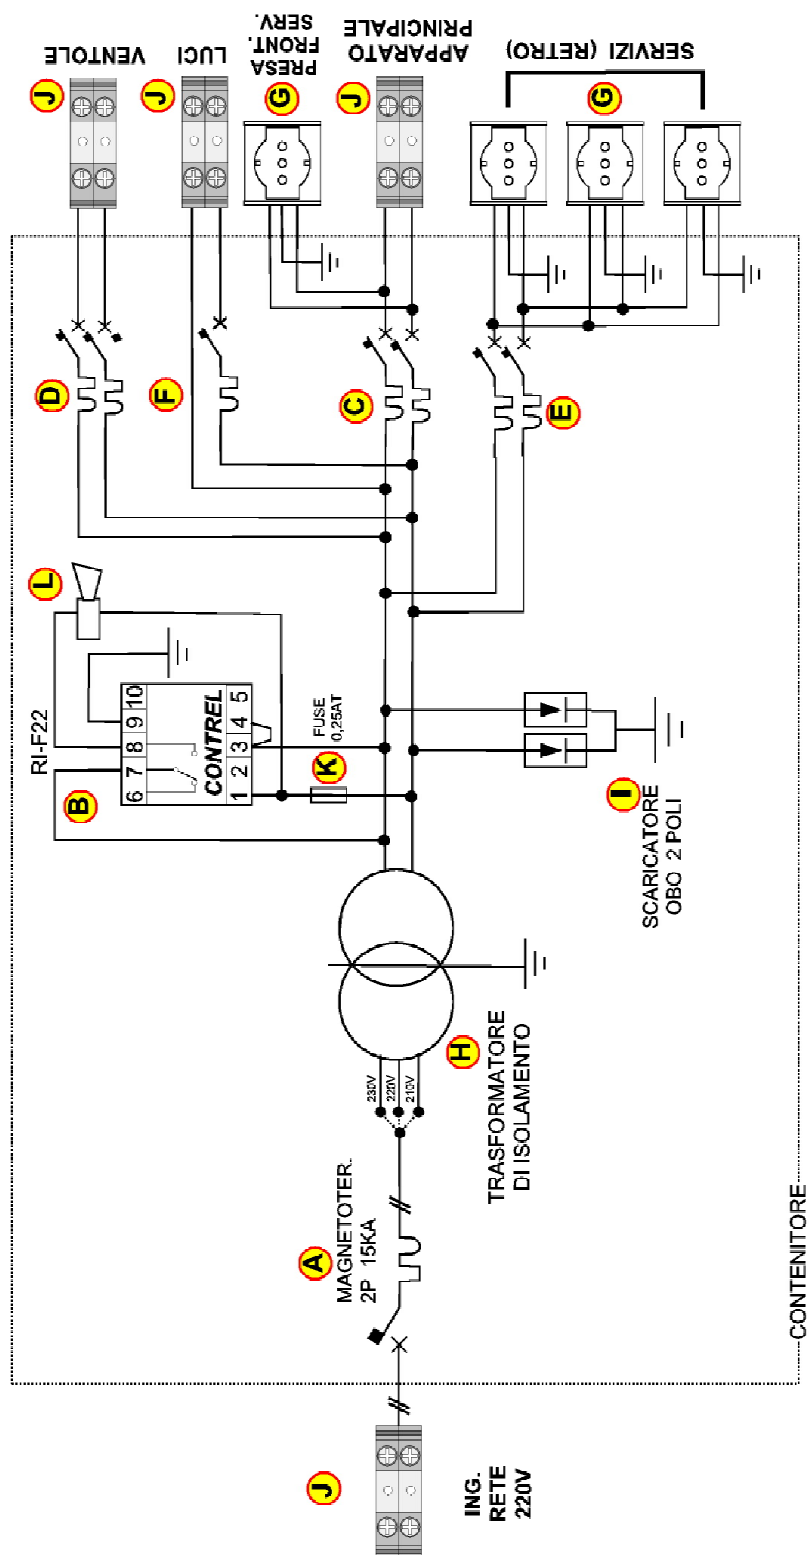 J
VENTOLE
J
LUCI
G
PRESA
FRONT.
SERV.
J
APPARATO
PRINCIPALE
G
SERVIZI (RETRO)
D
F
C
E
L
RI-F22
B
6 7 8 9 10
CONTREL
1 2 3 4 5
FUSE
0,25AT
K
I
SCARICATORE
OBO 2 POLI
H
TRASFORMATORE
DI ISOLAMENTO
230V
220V
210V
A
MAGNETOTER.
2P 15KA
CONTENITORE
J
ING.
RETE
220V